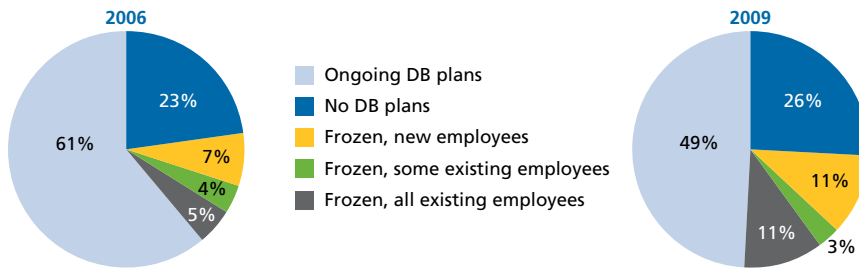 2006
23%
61%
7%
4%
5%
Ongoing DB plans
No DB plans
Frozen, new employees
Frozen, some existing employees
Frozen, all existing employees
2009
26%
49%
11%
11%
3%